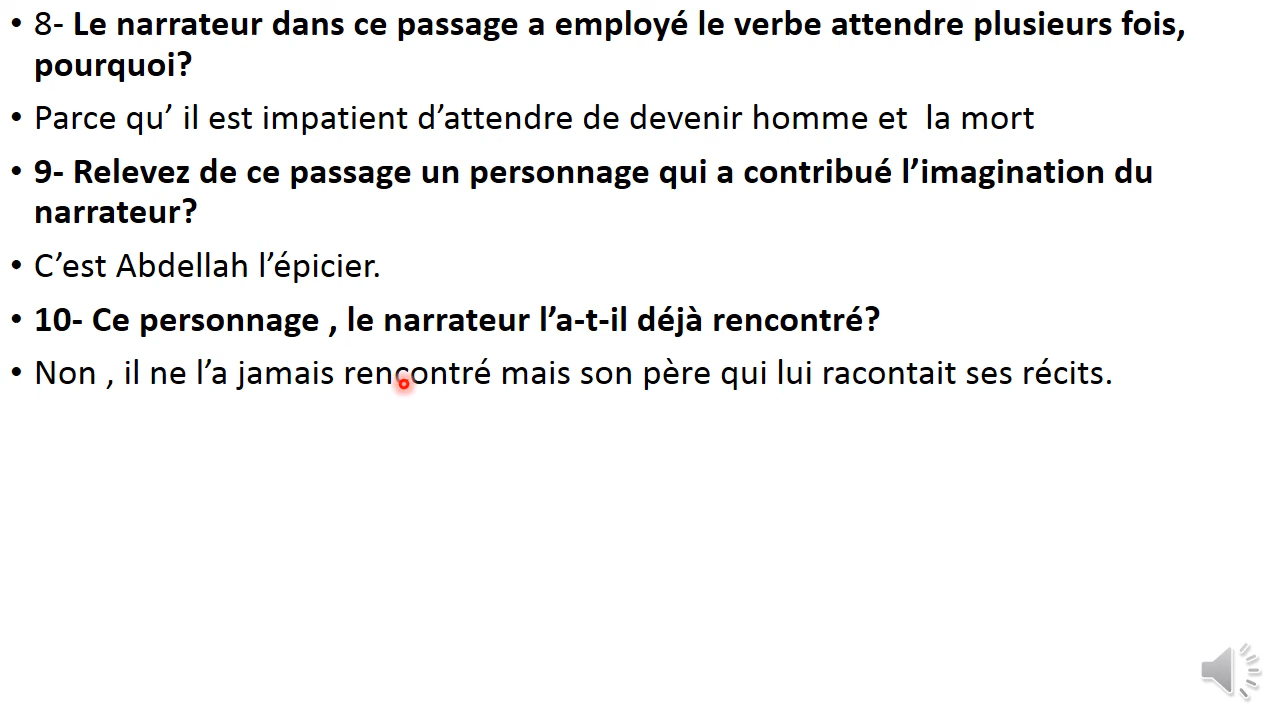 • 8- Le narrateur dans ce passage a employé le verbe attendre plusieurs fois,
pourquoi?
• Parce qu’ il est impatient d’attendre de devenir homme et  la mort
• 9- Relevez de ce passage un personnage qui a contribué l’imagination du
narrateur?
• C’est Abdellah l’épicier.
• 10- Ce personnage , le narrateur l’a-t-il déjà rencontré?
• Non , il ne l’a jamais rencontré mais son père qui lui racontait ses récits.